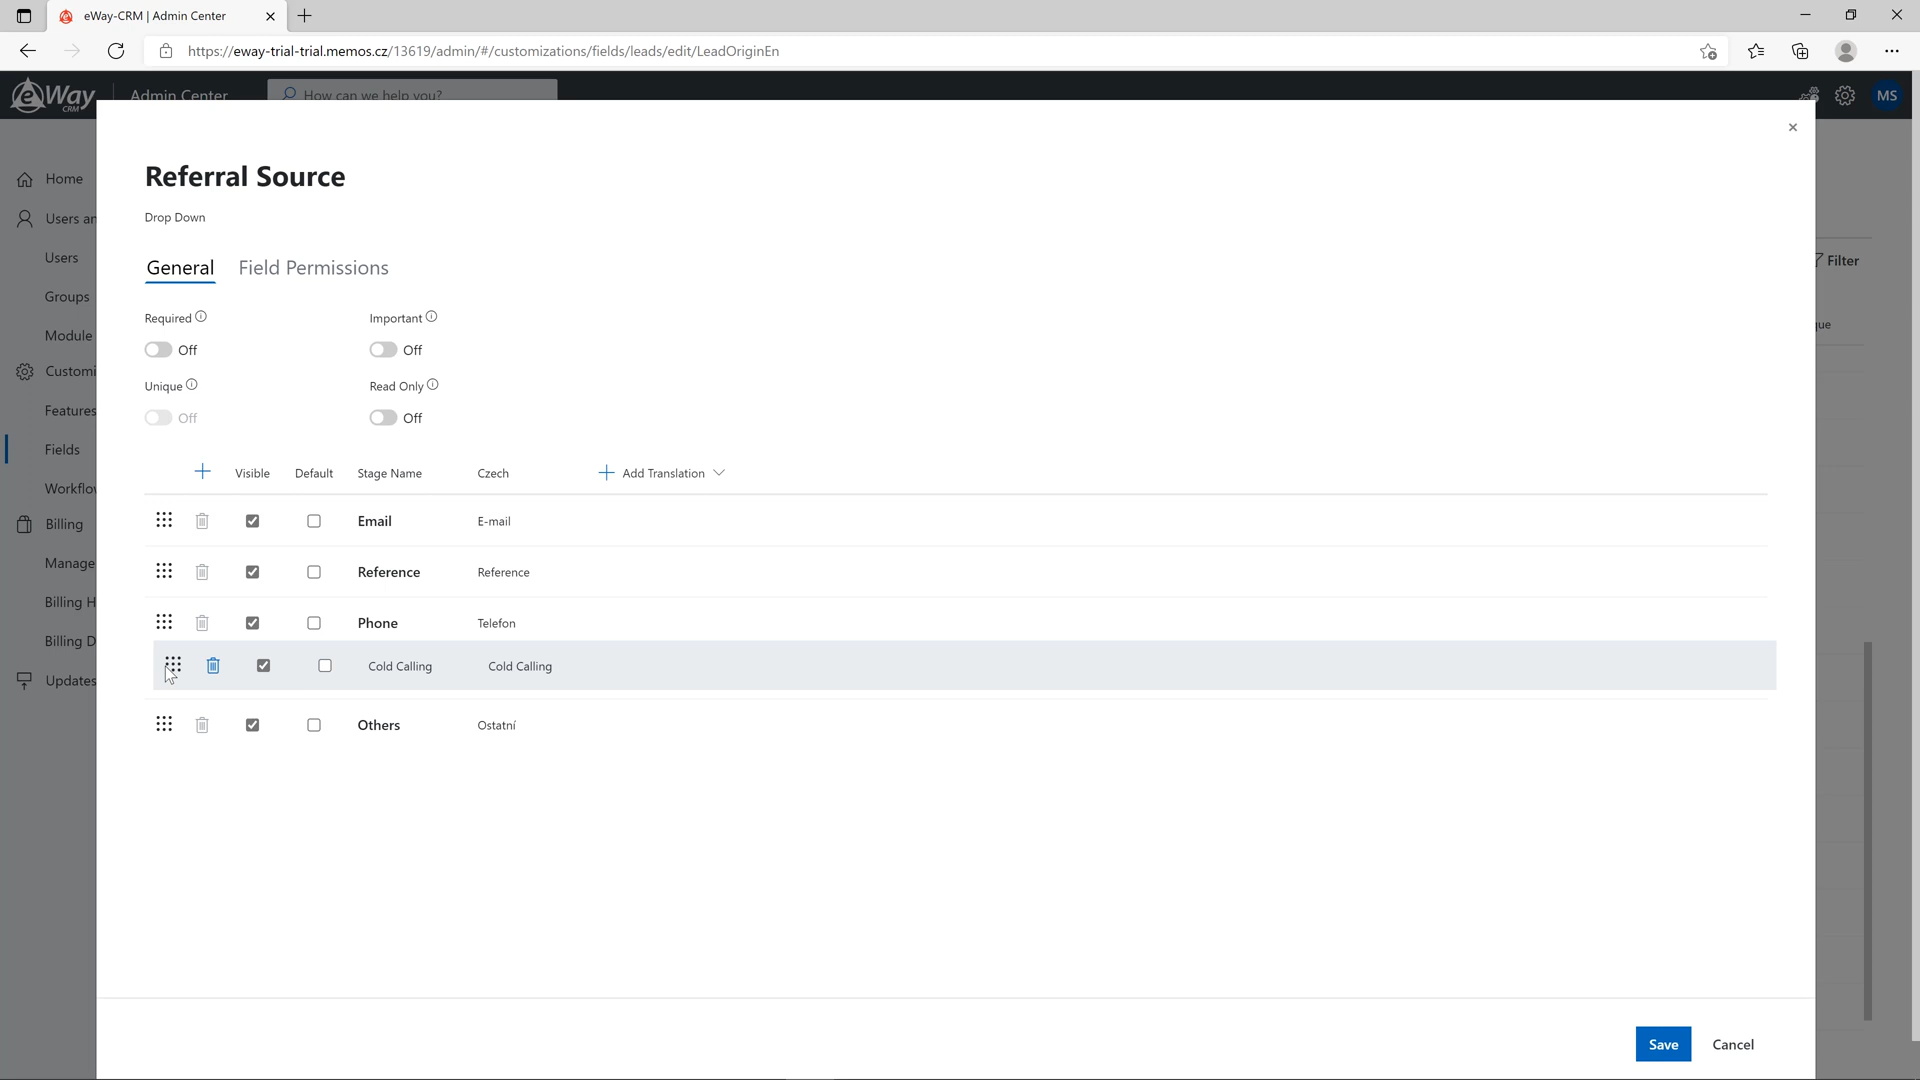 eWay-CRM | Admin Center
https://eway-trial-trial.memos.cz/13619/admin/#/customizations/fields/leads/edit/LeadOriginEn
eWay CRM
Admin Center
How can we help you?
MS
Home
Users an
Users
Groups
Module
Customi
Features
Fields
Workflow
Billing
Manage
Billing H
Billing D
Updates
Filter
que
Referral Source
Drop Down
General Field Permissions
Required Important
Off Off
Unique Read Only
Off Off
Visible Default Stage Name Czech Add Translation
Email E-mail
Reference Reference
Phone Telefon
Cold Calling Cold Calling
Others Ostatní
Save Cancel